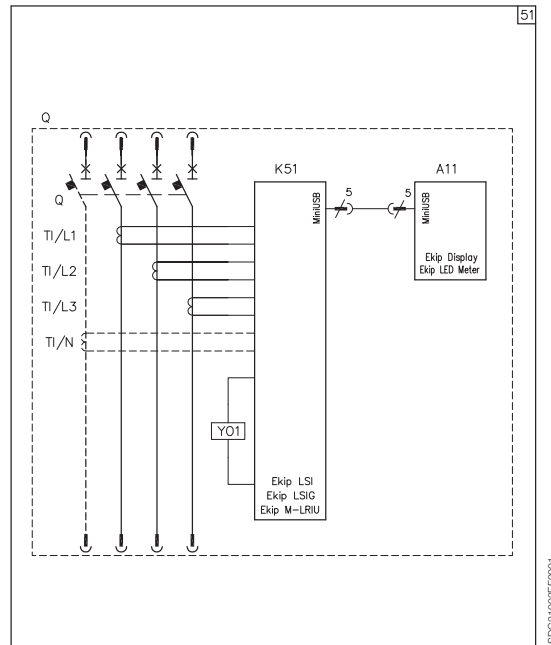 51
Q
K51
A11
Q
MiniUSB
5
5
MiniUSB
TI/L1
Ekip Display
Ekip LED Meter
TI/L2
TI/L3
TI/N
Y01
Ekip LSI
Ekip LSIG
Ekip M-LRIU